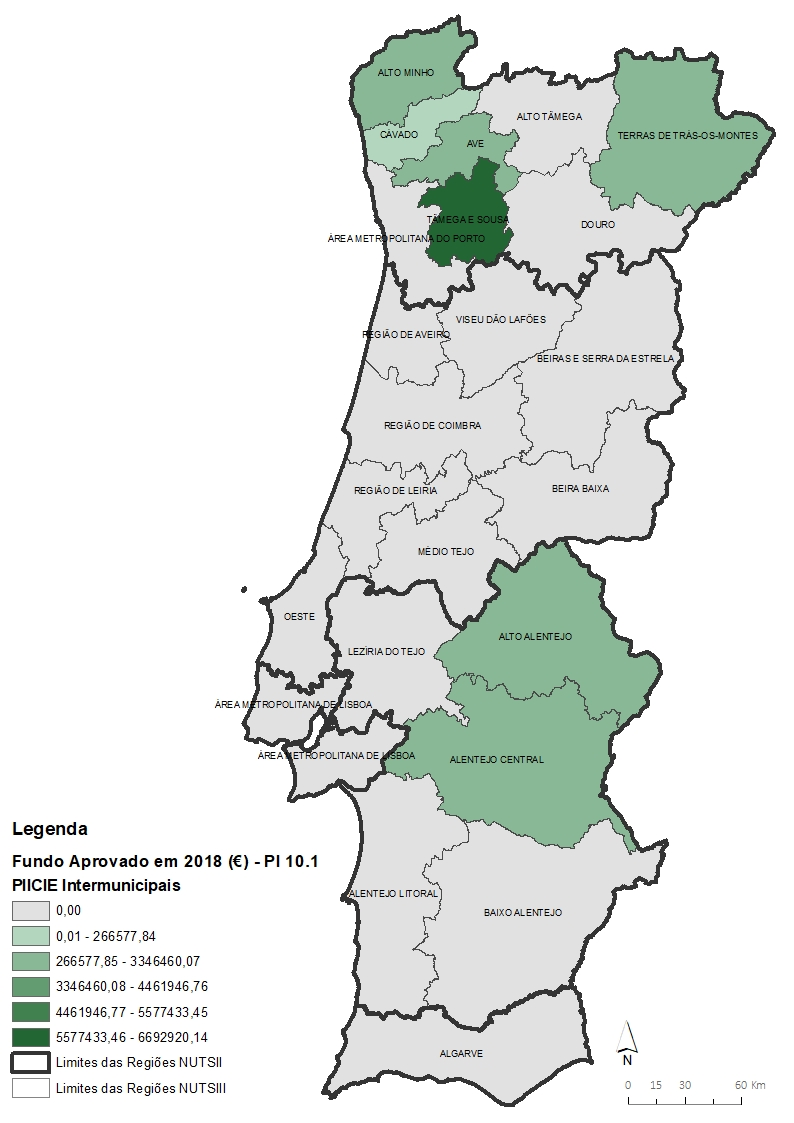 ALTO MINHO
ALTO TÂMEGA
CÁVADO
TERRAS DE TRÁS-OS-MONTES
AVE
TÂMEGA E SOUSA
DOURO
ÁREA METROPOLITANA DO PORTO
VISEU DÃO LAFÕES
REGIÃO DE AVEIRO
BEIRAS E SERRA DA ESTRELA
REGIÃO DE COIMBRA
REGIÃO DE LEIRIA
BEIRA BAIXA
MÉDIO TEJO
OESTE
ALTO ALENTEJO
LEZÍRIA DO TEJO
ÁREA METROPOLITANA DE LISBOA
ÁREA METROPOLITANA DE LISBOA
ALENTEJO CENTRAL
ALENTEJO LITORAL
BAIXO ALENTEJO
ALGARVE
Legenda
Fundo Aprovado em 2018 (€) - PI 10.1
PIICIE Intermunicipais
0,00
0,01 - 266577,84
266577,85 - 3346460,07
3346460,08 - 4461946,76
4461946,77 - 5577433,45
5577433,46 - 6692920,14
Limites das Regiões NUTSII
Limites das Regiões NUTSIII
N
0 15 30 60 Km